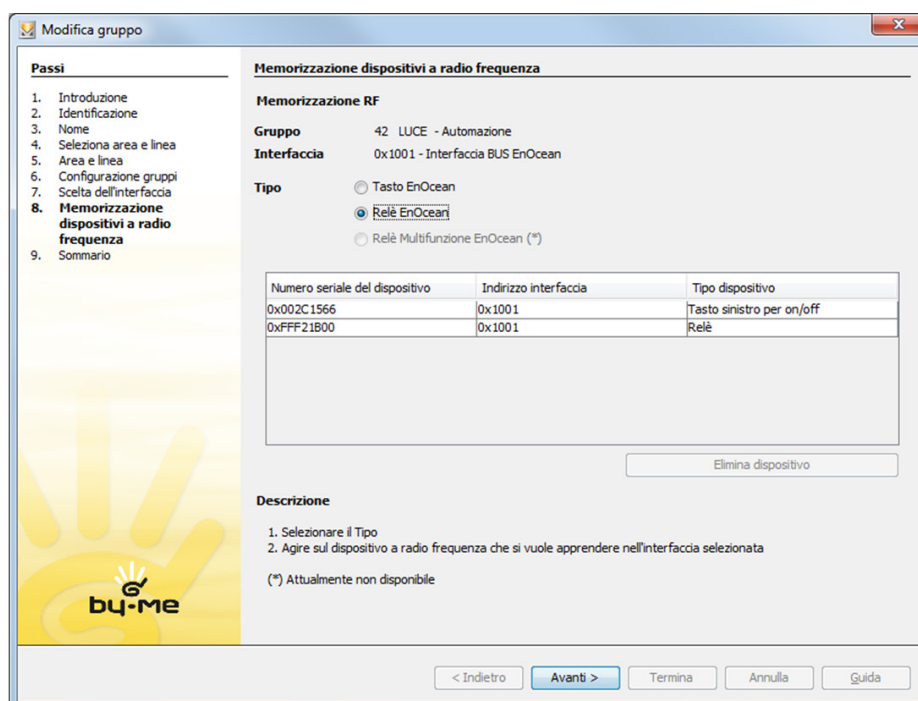 Modifica gruppo
Passi
1. Introduzione
2. Identificazione
3. Nome
4. Seleziona area e linea
5. Area e linea
6. Configurazione gruppi
7. Scelta dell'interfaccia
8. Memorizzazione
dispositivi a radio
frequenza
9. Sommario
by-me
Memorizzazione dispositivi a radio frequenza
Memorizzazione RF
Gruppo 42 LUCE - Automazione
Interfaccia 0x1001 - Interfaccia BUS EnOcean
Tipo Tasto EnOcean
Relè EnOcean
Relè Multifunzione EnOcean (*)
Numero seriale del dispositivo Indirizzo interfaccia Tipo dispositivo
0x002C1566 0x1001 Tasto sinistro per on/off
0xFFF21B00 0x1001 Relè
Elimina dispositivo
Descrizione
1. Selezionare il Tipo
2. Agire sul dispositivo a radio frequenza che si vuole apprendere nell'interfaccia selezionata
(*) Attualmente non disponibile
< Indietro Avanti > Termina Annulla Guida